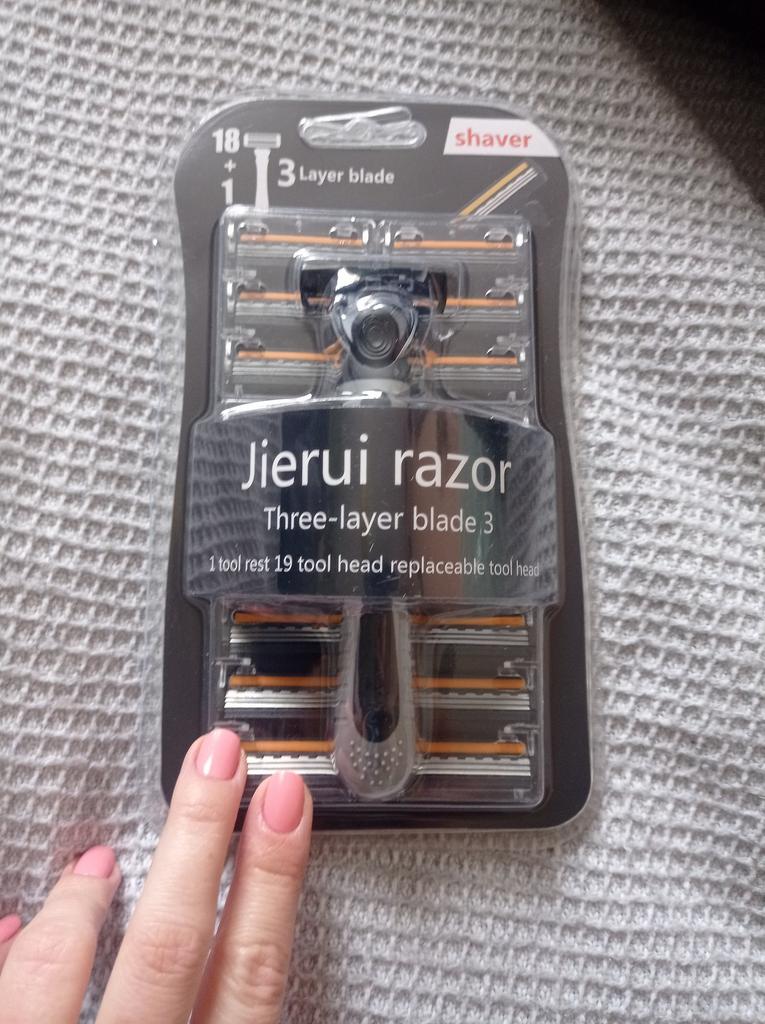 shaver
18
+
1
3 Layer blade
Jierui razor
Three-layer blade 3
1 tool rest 19 tool head replaceable tool head